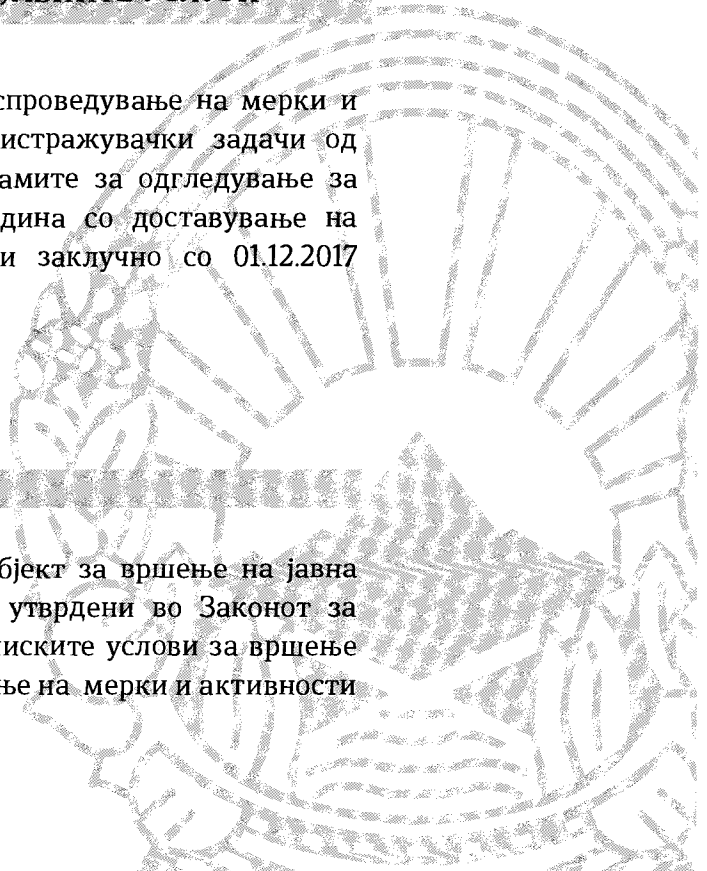 спроведување на мерки и
истражувачки задачи од
амите за одгледување за
дина со доставување на
и заклучно со 01.12.2017
бјект за вршење на јавна
утврдени во Законот за
иските услови за вршење
ње на мерки и активности